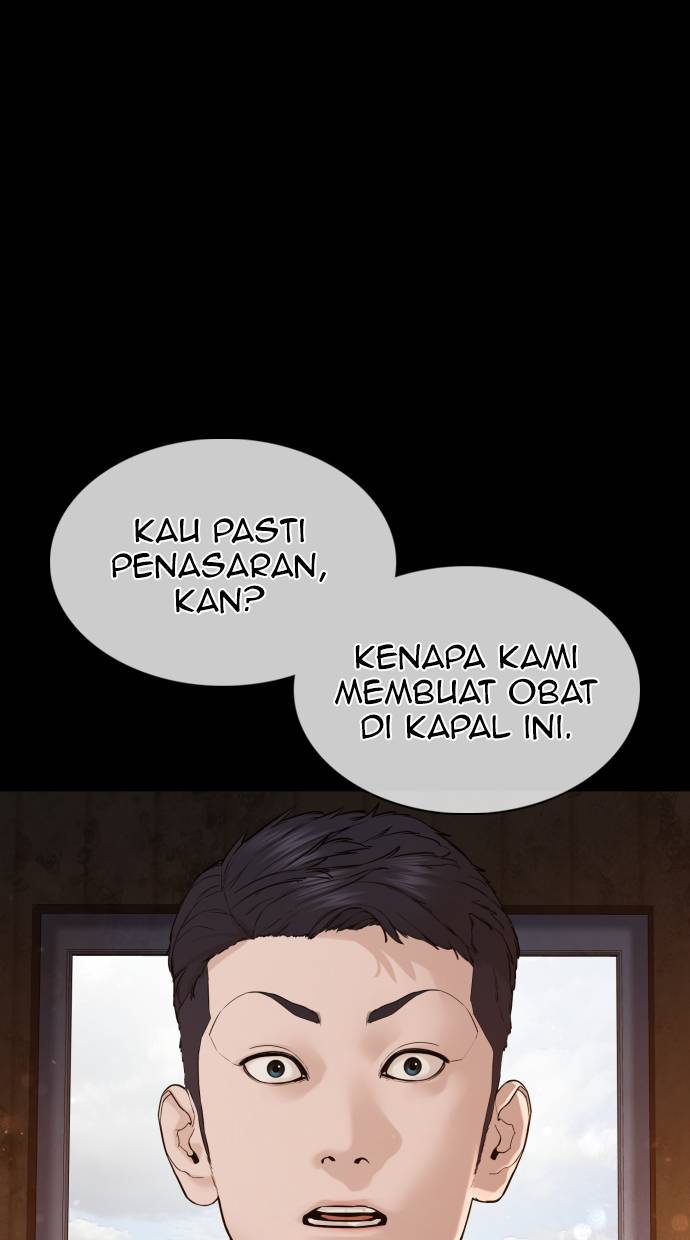 KAU PASTI
PENASARAN,
KAN?
KENAPA KAMI
MEMBUAT OBAT
DI KAPAL INI.